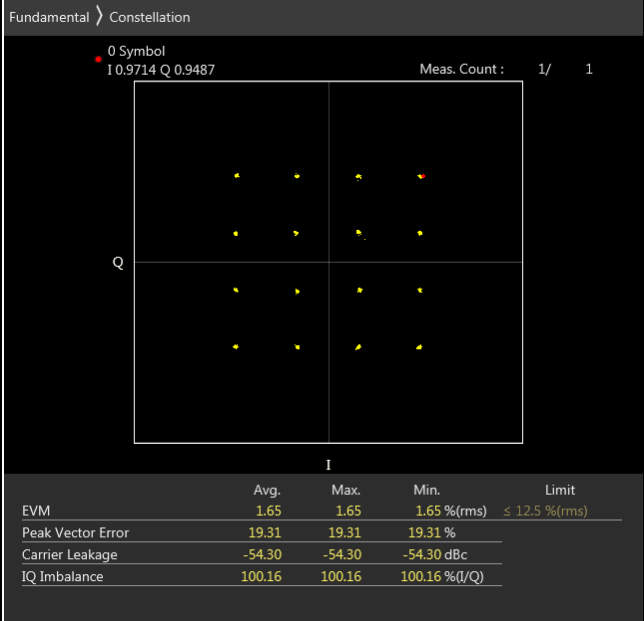 Fundamental 〉 Constellation
0 Symbol
I 0.9714 Q 0.9487
Meas. Count : 1/ 1
Q
I
Avg. Max. Min. Limit
EVM 1.65 1.65 1.65 %(rms) ≤ 12.5 %(rms)
Peak Vector Error 19.31 19.31 19.31 %
Carrier Leakage -54.30 -54.30 -54.30 dBc
IQ Imbalance 100.16 100.16 100.16 %(I/Q)